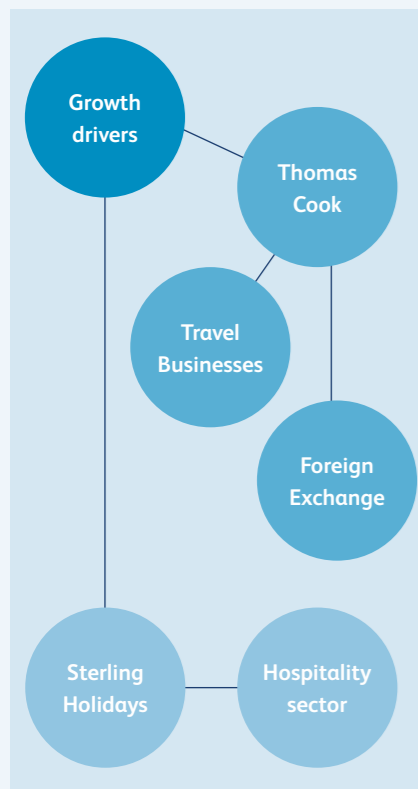 Growth
drivers
Thomas
Cook
Travel
Businesses
Foreign
Exchange
Sterling
Holidays
Hospitality
sector